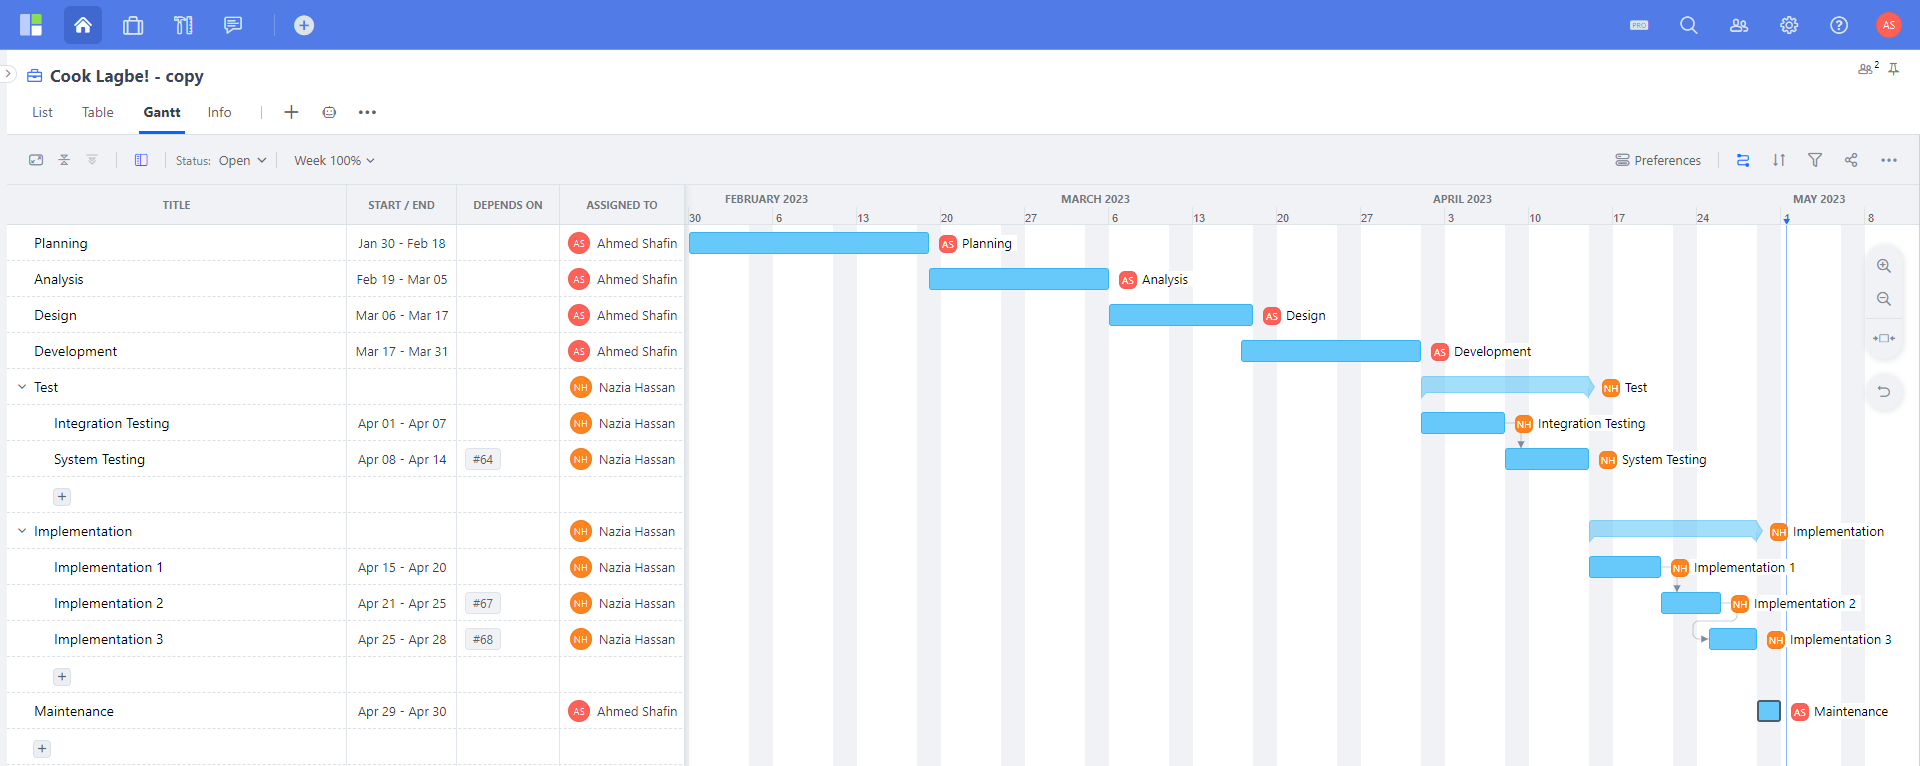 PRO AS
Cook Lagbe! - copy 2
List Table Gantt Info
Status: Open Week 100% Preferences
TITLE START / END DEPENDS ON ASSIGNED TO FEBRUARY 2023 MARCH 2023 APRIL 2023 MAY 2023
30 6 13 20 27 6 13 20 27 3 10 17 24 1 8
Planning Jan 30 - Feb 18 AS Ahmed Shafin AS Planning
Analysis Feb 19 - Mar 05 AS Ahmed Shafin AS Analysis
Design Mar 06 - Mar 17 AS Ahmed Shafin AS Design
Development Mar 17 - Mar 31 AS Ahmed Shafin AS Development
Test NH Nazia Hassan NH Test
Integration Testing Apr 01 - Apr 07 NH Nazia Hassan NH Integration Testing
System Testing Apr 08 - Apr 14 #64 NH Nazia Hassan NH System Testing
Implementation NH Nazia Hassan NH Implementation
Implementation 1 Apr 15 - Apr 20 NH Nazia Hassan NH Implementation 1
Implementation 2 Apr 21 - Apr 25 #67 NH Nazia Hassan NH Implementation 2
Implementation 3 Apr 25 - Apr 28 #68 NH Nazia Hassan NH Implementation 3
Maintenance Apr 29 - Apr 30 AS Ahmed Shafin AS Maintenance